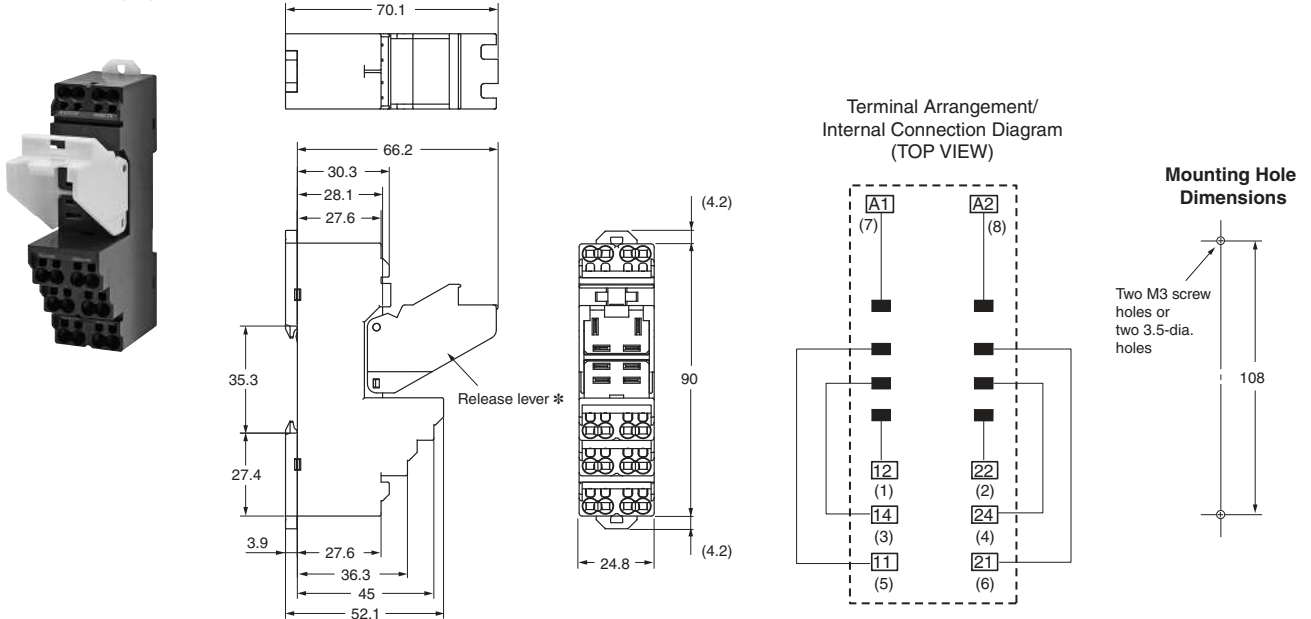 70.1
66.2
30.3
28.1
27.6
35.3
27.4
3.9
27.6
36.3
45
52.1
Release lever *
(4.2)
90
(4.2)
24.8
Terminal Arrangement/
Internal Connection Diagram
(TOP VIEW)
A1
A2
(7)
(8)
12
22
(1)
(2)
14
24
(3)
(4)
11
21
(5)
(6)
Mounting Hole
Dimensions
Two M3 screw
holes or
two 3.5-dia.
holes
108